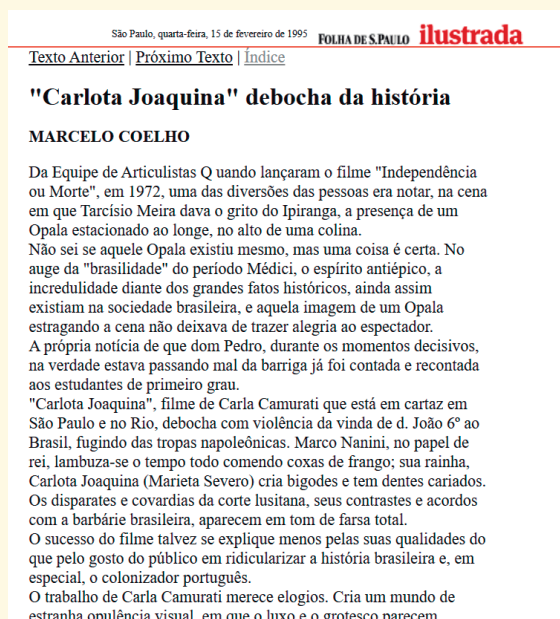 São Paulo, quarta-feira, 15 de fevereiro de 1995 FOLHA DE S.PAULO ilustrada
Texto Anterior | Próximo Texto | Índice
"Carlota Joaquina" debocha da história
MARCELO COELHO
Da Equipe de Articulistas Q uando lançaram o filme "Independência
ou Morte", em 1972, uma das diversões das pessoas era notar, na cena
em que Tarcísio Meira dava o grito do Ipiranga, a presença de um
Opala estacionado ao longe, no alto de uma colina.
Não sei se aquele Opala existiu mesmo, mas uma coisa é certa. No
auge da "brasilidade" do período Médici, o espírito antiépico, a
incredulidade diante dos grandes fatos históricos, ainda assim
existiam na sociedade brasileira, e aquela imagem de um Opala
estragando a cena não deixava de trazer alegria ao espectador.
A própria notícia de que dom Pedro, durante os momentos decisivos,
na verdade estava passando mal da barriga já foi contada e recontada
aos estudantes de primeiro grau.
"Carlota Joaquina", filme de Carla Camurati que está em cartaz em
São Paulo e no Rio, debocha com violência da vinda de d. João 6º ao
Brasil, fugindo das tropas napoleônicas. Marco Nanini, no papel de
rei, lambuza-se o tempo todo comendo coxas de frango; sua rainha,
Carlota Joaquina (Marieta Severo) cria bigodes e tem dentes cariados.
Os disparates e covardias da corte lusitana, seus contrastes e acordos
com a barbárie brasileira, aparecem em tom de farsa total.
O sucesso do filme talvez se explique menos pelas suas qualidades do
que pelo gosto do público em ridicularizar a história brasileira e, em
especial, o colonizador português.
O trabalho de Carla Camurati merece elogios. Cria um mundo de
estranha opulência visual, em que o luxo e o grotesco parecem